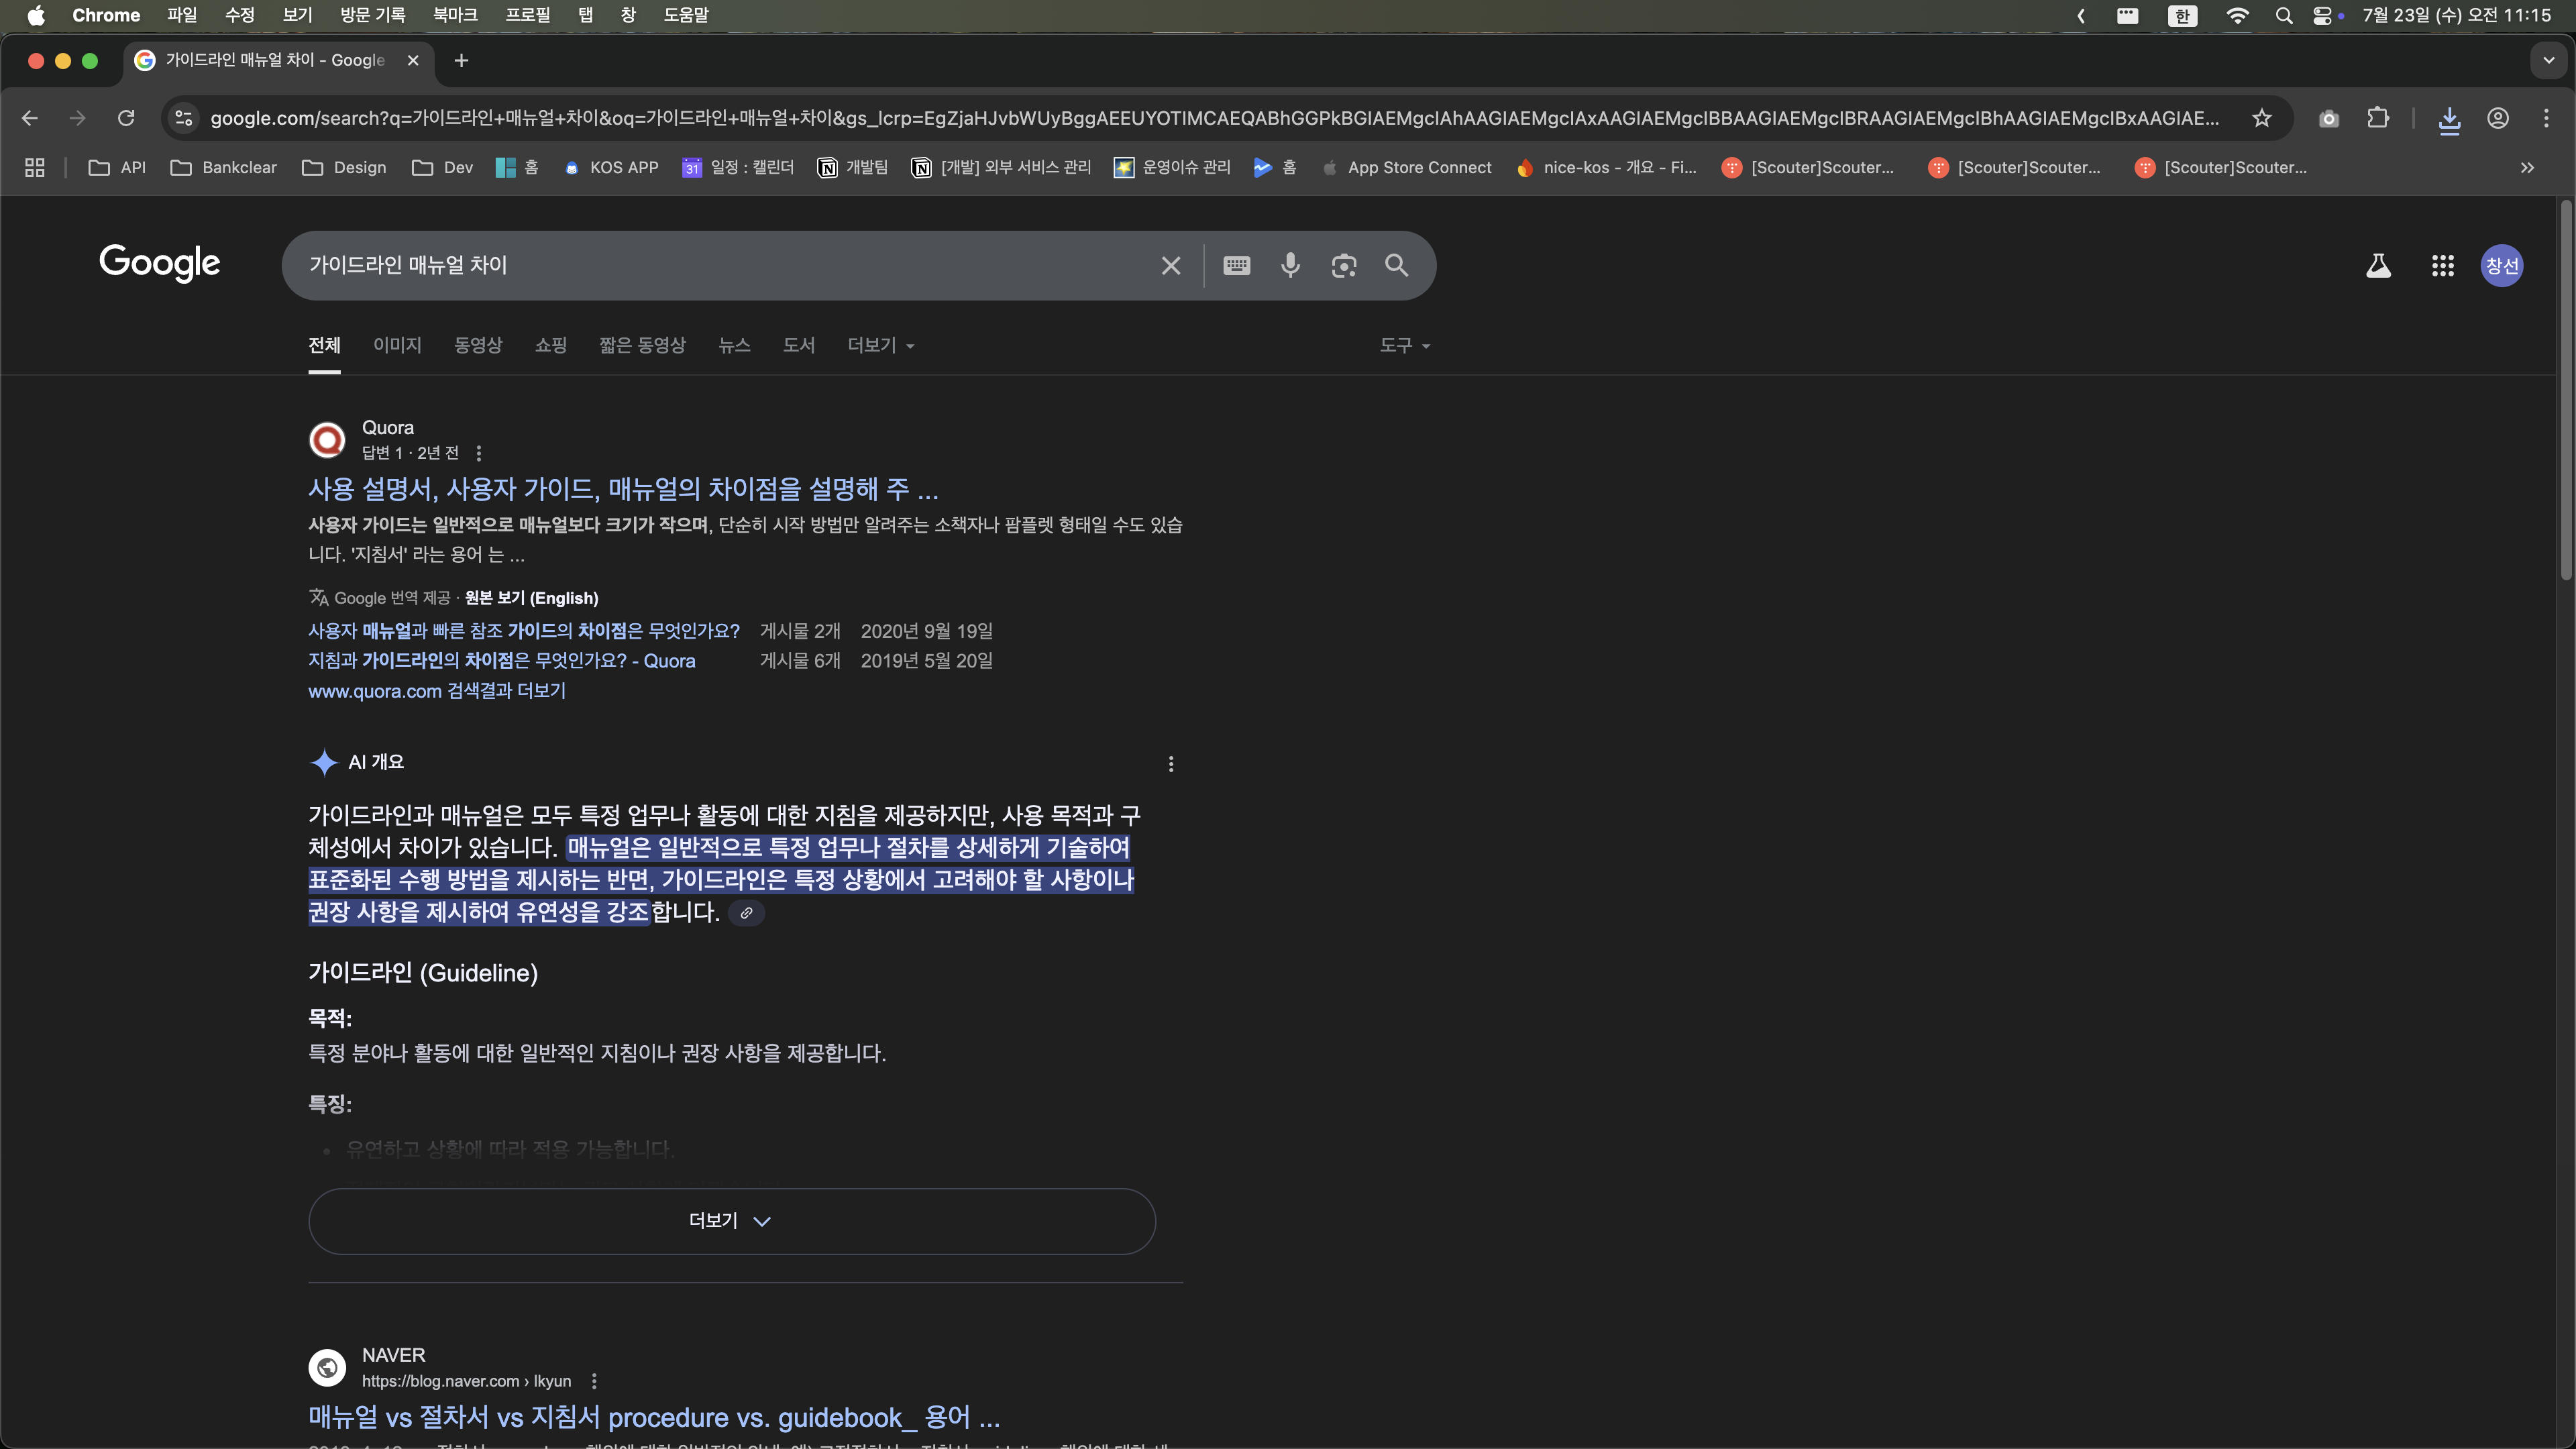 Chrome 파일 수정 보기 방문 기록 북마크 프로필 탭 창 도움말 한 7월 23일 (수) 오전 11:15
가이드라인 매뉴얼 차이 - Google
google.com/search?q=가이드라인+매뉴얼+차이&oq=가이드라인+매뉴얼+차이&gs_lcrp=EgZjaHJvbWUyBggAEEUYOTIMCAEQABhGGPkBGIAEMgcIAhAAGIAEMgcIAxAAGIAEMgcIBBAAGIAEMgcIBRAAGIAEMgcIBhAAGIAEMgcIBxAAGIAE...
API Bankclear Design Dev 홈 KOS APP 31 일정 : 캘린더 개발팀 [개발] 외부 서비스 관리 운영이슈 관리 홈 App Store Connect nice-kos - 개요 - Fi... [Scouter]Scouter... [Scouter]Scouter... [Scouter]Scouter...
Google 가이드라인 매뉴얼 차이 창선
전체 이미지 동영상 쇼핑 짧은 동영상 뉴스 도서 더보기 도구
Quora
답변 1 · 2년 전
사용 설명서, 사용자 가이드, 매뉴얼의 차이점을 설명해 주 ...
사용자 가이드는 일반적으로 매뉴얼보다 크기가 작으며, 단순히 시작 방법만 알려주는 소책자나 팜플렛 형태일 수도 있습
니다. '지침서' 라는 용어 는 ...
Google 번역 제공 · 원본 보기 (English)
사용자 매뉴얼과 빠른 참조 가이드의 차이점은 무엇인가요? 게시물 2개 2020년 9월 19일
지침과 가이드라인의 차이점은 무엇인가요? - Quora 게시물 6개 2019년 5월 20일
www.quora.com 검색결과 더보기
AI 개요
가이드라인과 매뉴얼은 모두 특정 업무나 활동에 대한 지침을 제공하지만, 사용 목적과 구
체성에서 차이가 있습니다. 매뉴얼은 일반적으로 특정 업무나 절차를 상세하게 기술하여
표준화된 수행 방법을 제시하는 반면, 가이드라인은 특정 상황에서 고려해야 할 사항이나
권장 사항을 제시하여 유연성을 강조합니다.
가이드라인 (Guideline)
목적:
특정 분야나 활동에 대한 일반적인 지침이나 권장 사항을 제공합니다.
특징:
• 유연하고 상황에 따라 적용 가능합니다.
더보기
NAVER
https://blog.naver.com › lkyun
매뉴얼 vs 절차서 vs 지침서 procedure vs. guidebook_ 용어 ...